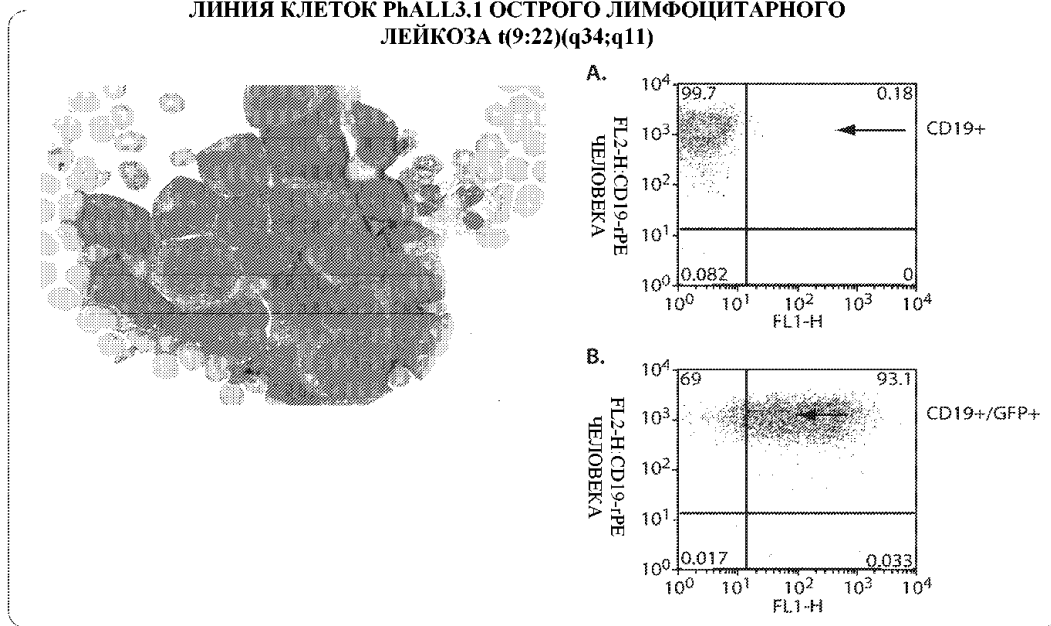 ЛИНИЯ КЛЕТОК PhALL3.1 ОСТРОГО ЛИМФОЦИТАРНОГО
ЛЕЙКОЗА t(9:22)(q34;q11)
A.
FL2-H:CD19-rPE
ЧЕЛОВЕКА
10⁴
10³
10²
10¹
10⁰
99.7
0.18
0.082
0
10⁰ 10¹ 10² 10³ 10⁴
FL1-H
CD19+
B.
FL2-H:CD19-rPE
ЧЕЛОВЕКА
10⁴
10³
10²
10¹
10⁰
69
93.1
0.017
0.033
10⁰ 10¹ 10² 10³ 10⁴
FL1-H
CD19+/GFP+